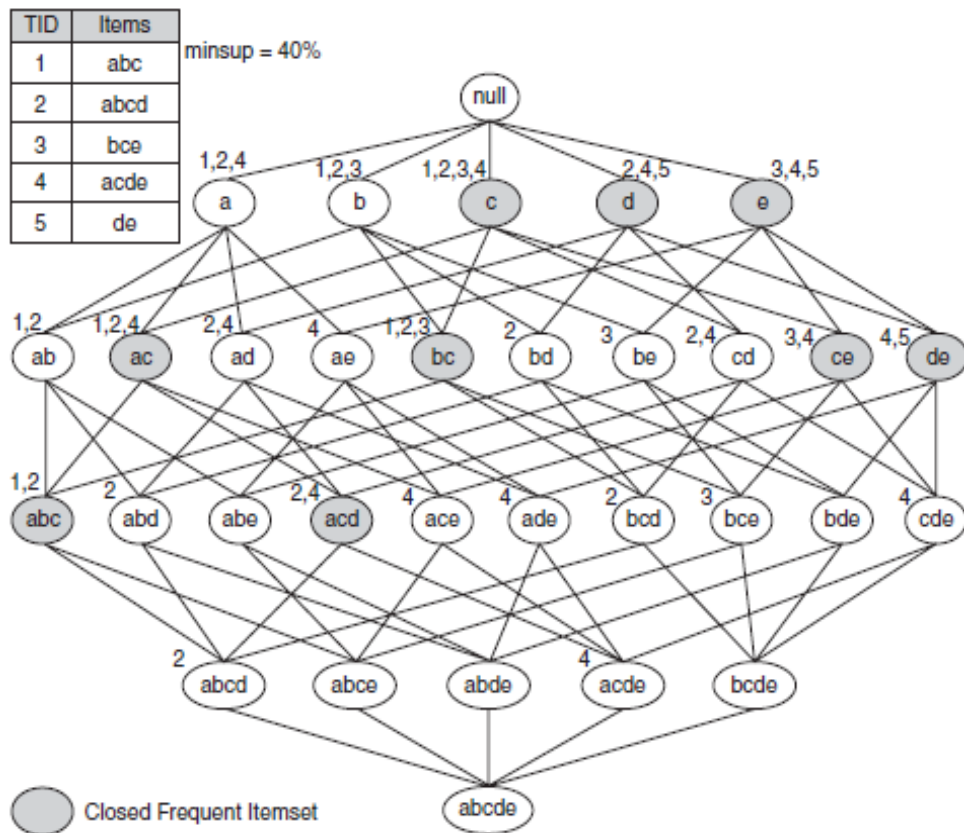 TID Items
1 abc
2 abcd
3 bce
4 acde
5 de
minsup = 40%
null
1,2,4 1,2,3 1,2,3,4 2,4,5 3,4,5
a b c d e
1,2 1,2,4 2,4 4 1,2,3 2 3 2,4 3,4 4,5
ab ac ad ae bc bd be cd ce de
1,2 2 2,4 4 4 2 3 4
abc abd abe acd ace ade bcd bce bde cde
2 4
abcd abce abde acde bcde
abcde
Closed Frequent Itemset